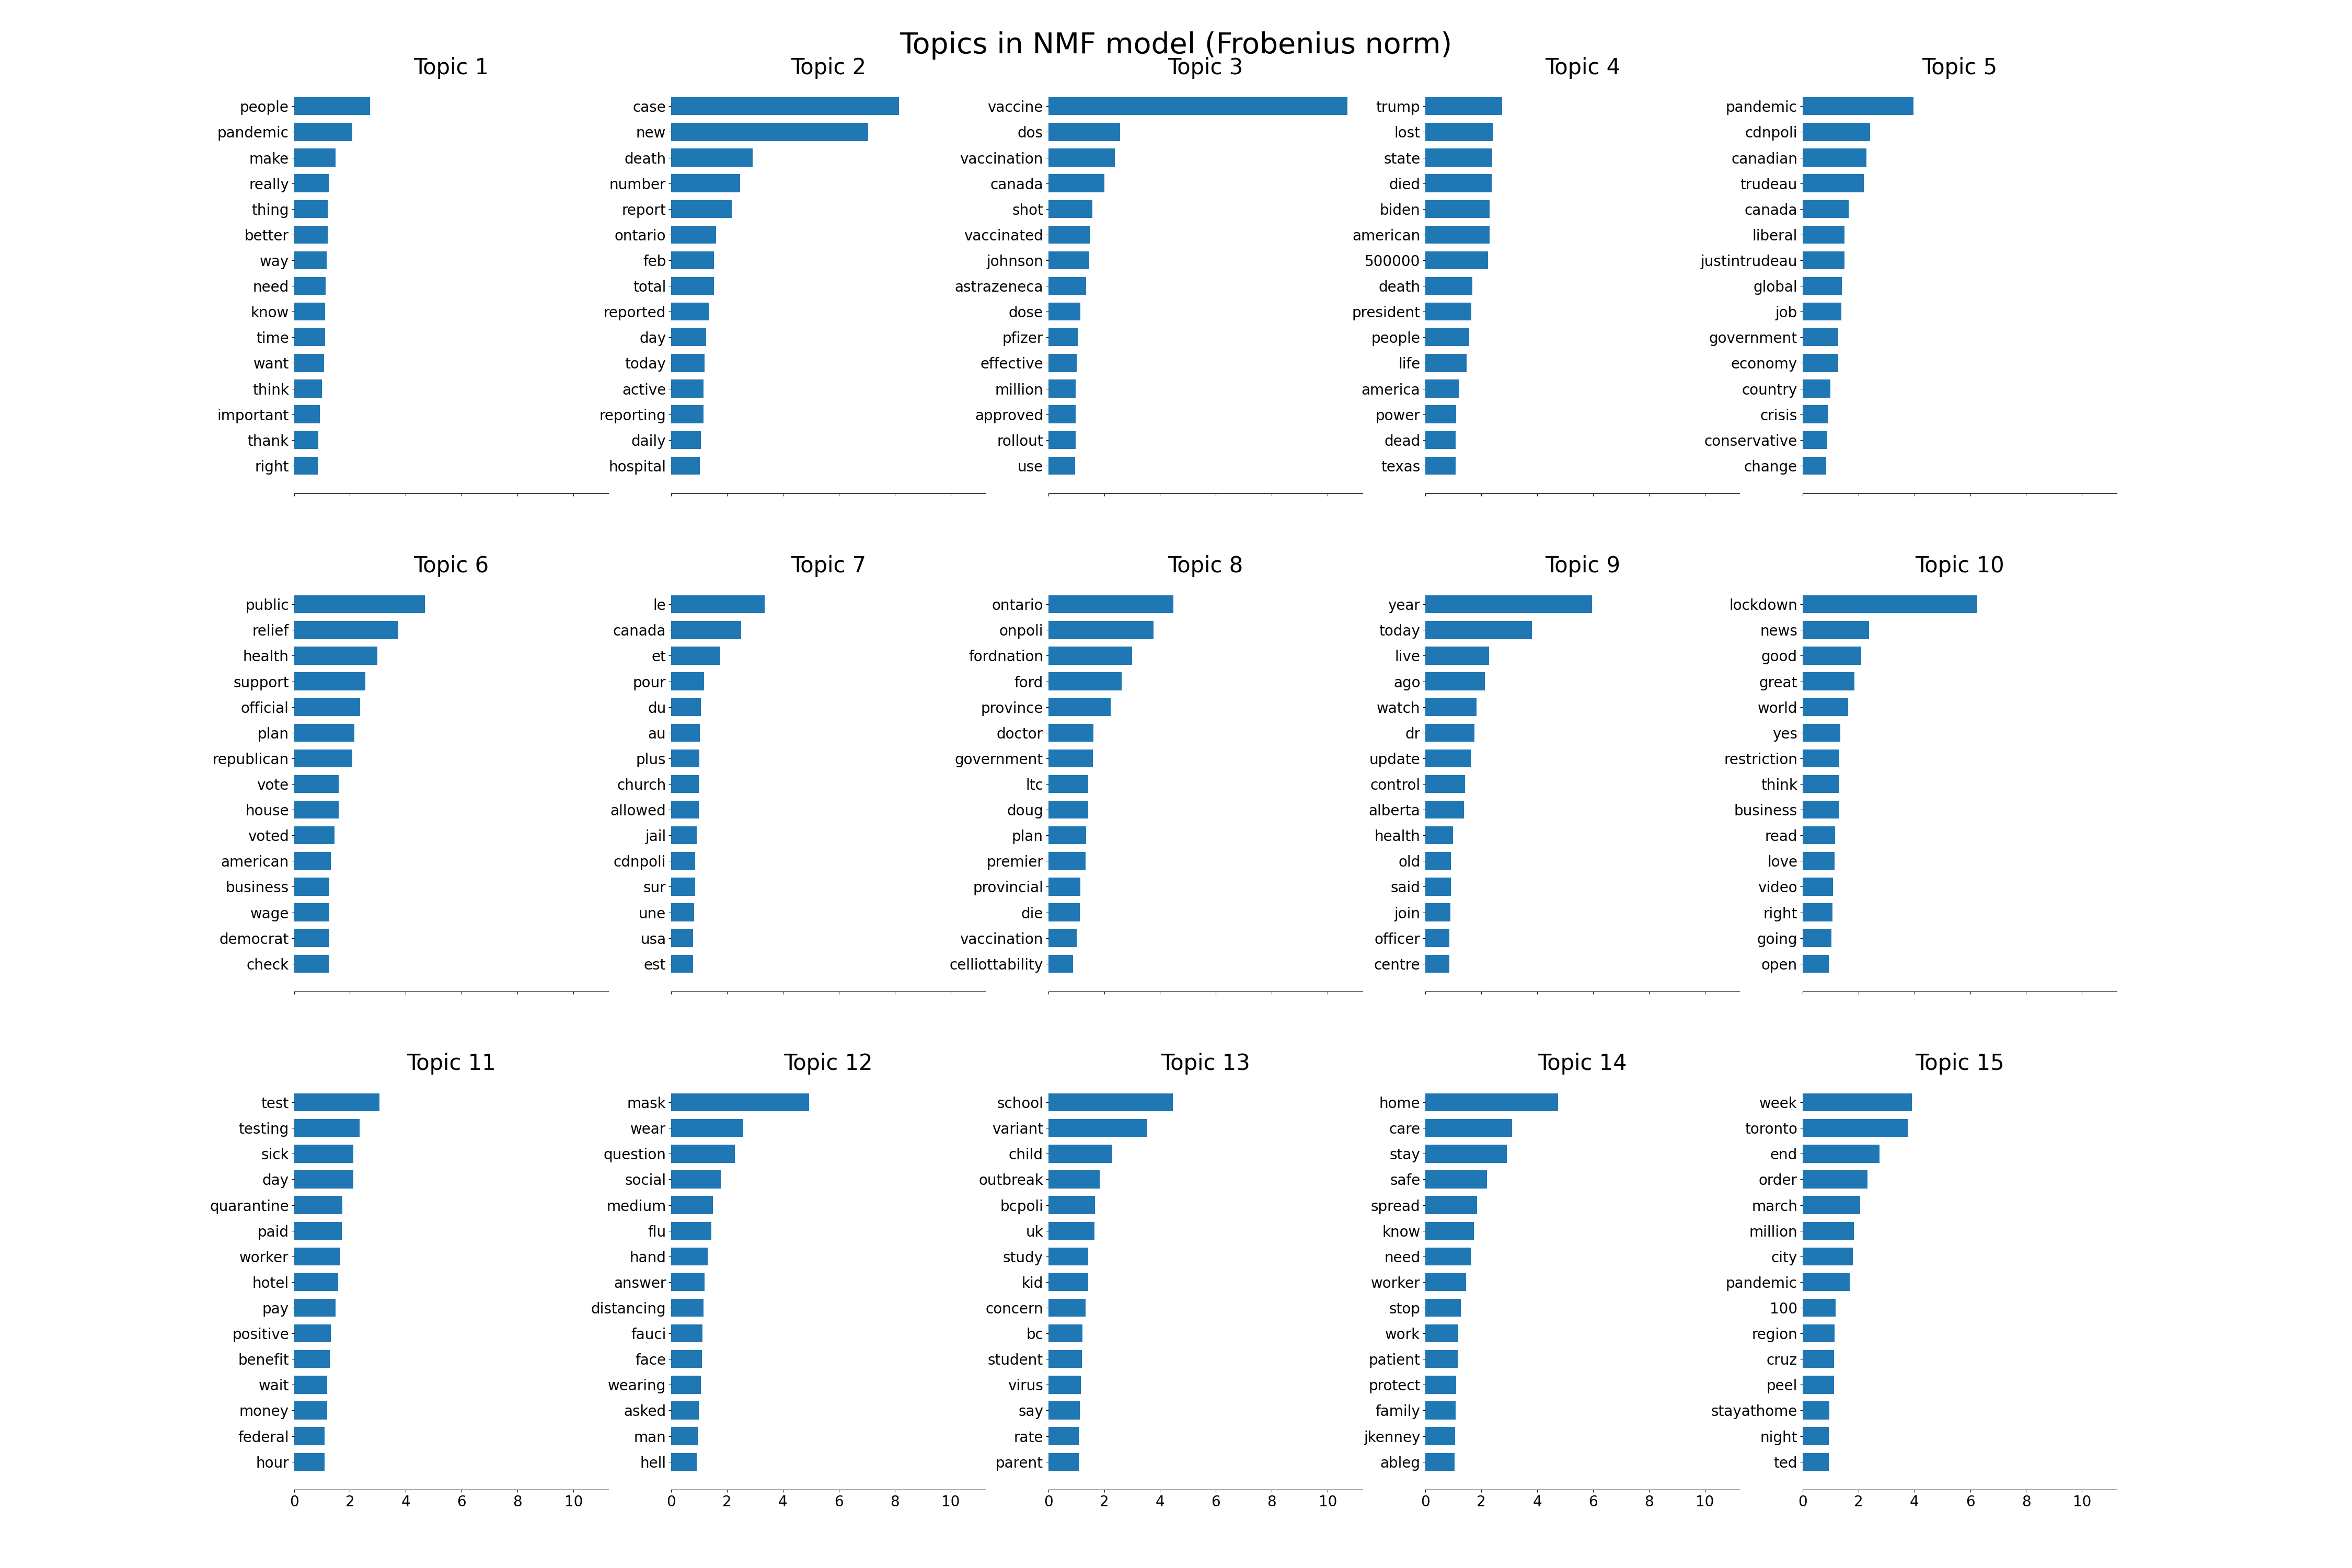 Topics in NMF model (Frobenius norm)
Topic 1
people
pandemic
make
really
thing
better
way
need
know
time
want
think
important
thank
right
Topic 2
case
new
death
number
report
ontario
feb
total
reported
day
today
active
reporting
daily
hospital
Topic 3
vaccine
dos
vaccination
canada
shot
vaccinated
johnson
astrazeneca
dose
pfizer
effective
million
approved
rollout
use
Topic 4
trump
lost
state
died
biden
american
500000
death
president
people
life
america
power
dead
texas
Topic 5
pandemic
cdnpoli
canadian
trudeau
canada
liberal
justintrudeau
global
job
government
economy
country
crisis
conservative
change
Topic 6
public
relief
health
support
official
plan
republican
vote
house
voted
american
business
wage
democrat
check
Topic 7
le
canada
et
pour
du
au
plus
church
allowed
jail
cdnpoli
sur
une
usa
est
Topic 8
ontario
onpoli
fordnation
ford
province
doctor
government
ltc
doug
plan
premier
provincial
die
vaccination
celliottability
Topic 9
year
today
live
ago
watch
dr
update
control
alberta
health
old
said
join
officer
centre
Topic 10
lockdown
news
good
great
world
yes
restriction
think
business
read
love
video
right
going
open
Topic 11
test
testing
sick
day
quarantine
paid
worker
hotel
pay
positive
benefit
wait
money
federal
hour
0 2 4 6 8 10
Topic 12
mask
wear
question
social
medium
flu
hand
answer
distancing
fauci
face
wearing
asked
man
hell
0 2 4 6 8 10
Topic 13
school
variant
child
outbreak
bcpoli
uk
study
kid
concern
bc
student
virus
say
rate
parent
0 2 4 6 8 10
Topic 14
home
care
stay
safe
spread
know
need
worker
stop
work
patient
protect
family
jkenney
ableg
0 2 4 6 8 10
Topic 15
week
toronto
end
order
march
million
city
pandemic
100
region
cruz
peel
stayathome
night
ted
0 2 4 6 8 10